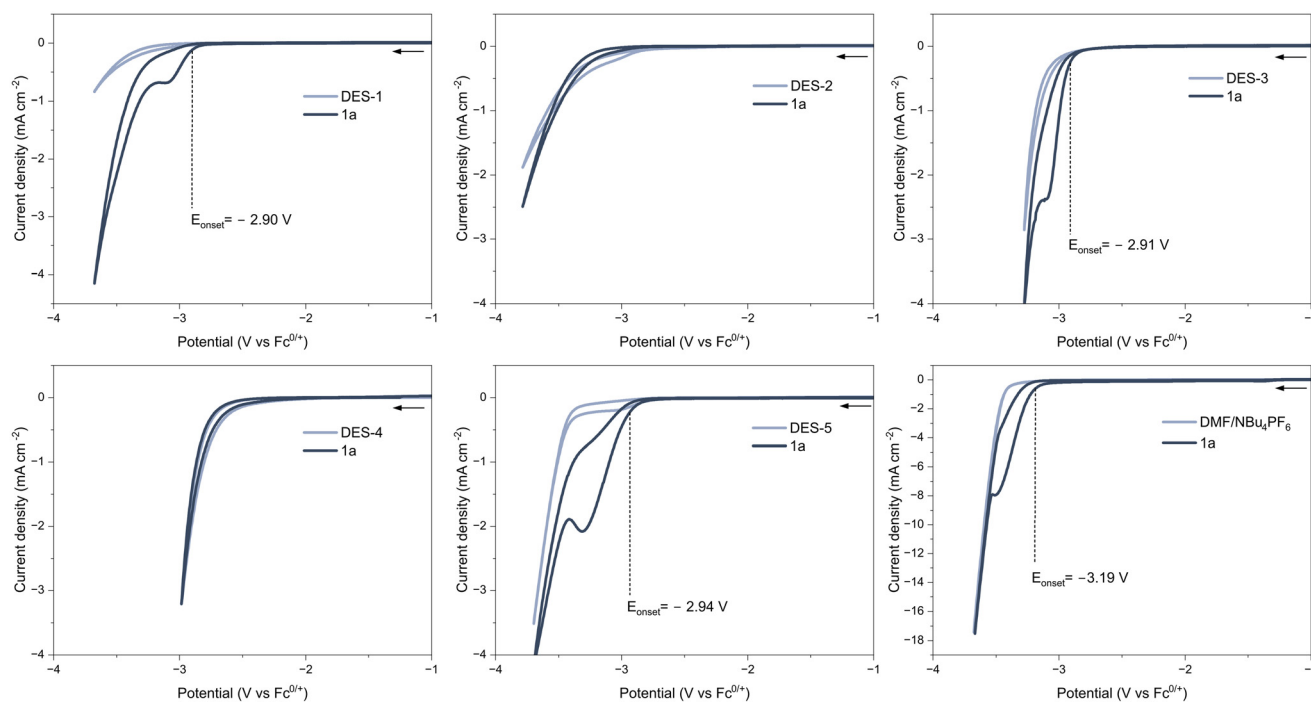 0
−1
−2
−3
−4
Current density (mA cm⁻²)
DES-1
1a
Eonset= − 2.90 V
−4 −3 −2 −1
Potential (V vs Fc⁰/⁺)
0
−1
−2
−3
−4
Current density (mA cm⁻²)
DES-2
1a
−4 −3 −2 −1
Potential (V vs Fc⁰/⁺)
0
−1
−2
−3
−4
Current density (mA cm⁻²)
DES-3
1a
Eonset= − 2.91 V
−4 −3 −2 −1
Potential (V vs Fc⁰/⁺)
0
−1
−2
−3
−4
Current density (mA cm⁻²)
DES-4
1a
−4 −3 −2 −1
Potential (V vs Fc⁰/⁺)
0
−1
−2
−3
−4
Current density (mA cm⁻²)
DES-5
1a
Eonset= − 2.94 V
−4 −3 −2 −1
Potential (V vs Fc⁰/⁺)
0
−2
−4
−6
−8
−10
−12
−14
−16
−18
Current density (mA cm⁻²)
DMF/NBu₄PF₆
1a
Eonset= −3.19 V
−4 −3 −2 −1
Potential (V vs Fc⁰/⁺)